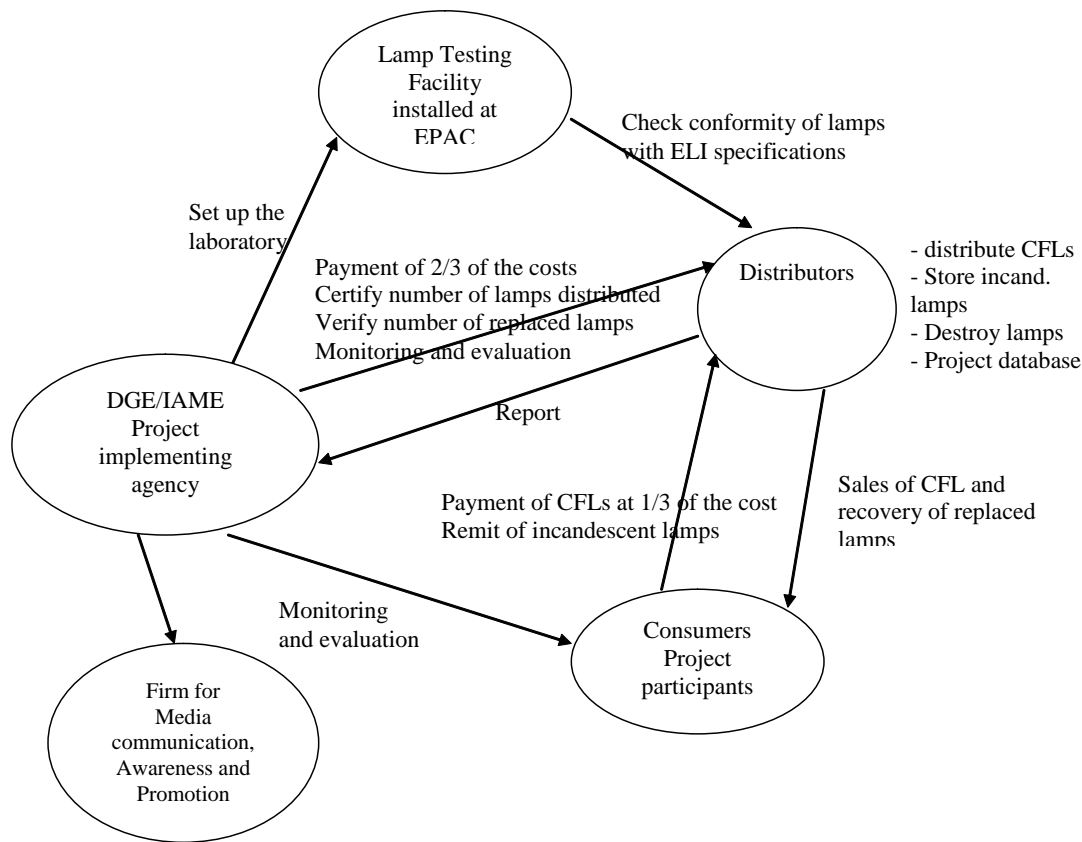 Lamp Testing
Facility
installed at
EPAC
Check conformity of lamps
with ELI specifications
Set up the
laboratory
Payment of 2/3 of the costs
Certify number of lamps distributed
Verify number of replaced lamps
Monitoring and evaluation
Distributors
- distribute CFLs
- Store incand.
lamps
- Destroy lamps
- Project database
DGE/IAME
Project
implementing
agency
Report
Payment of CFLs at 1/3 of the cost
Remit of incandescent lamps
Sales of CFL and
recovery of replaced
lamps
Monitoring
and evaluation
Consumers
Project
participants
Firm for
Media
communication,
Awareness and
Promotion